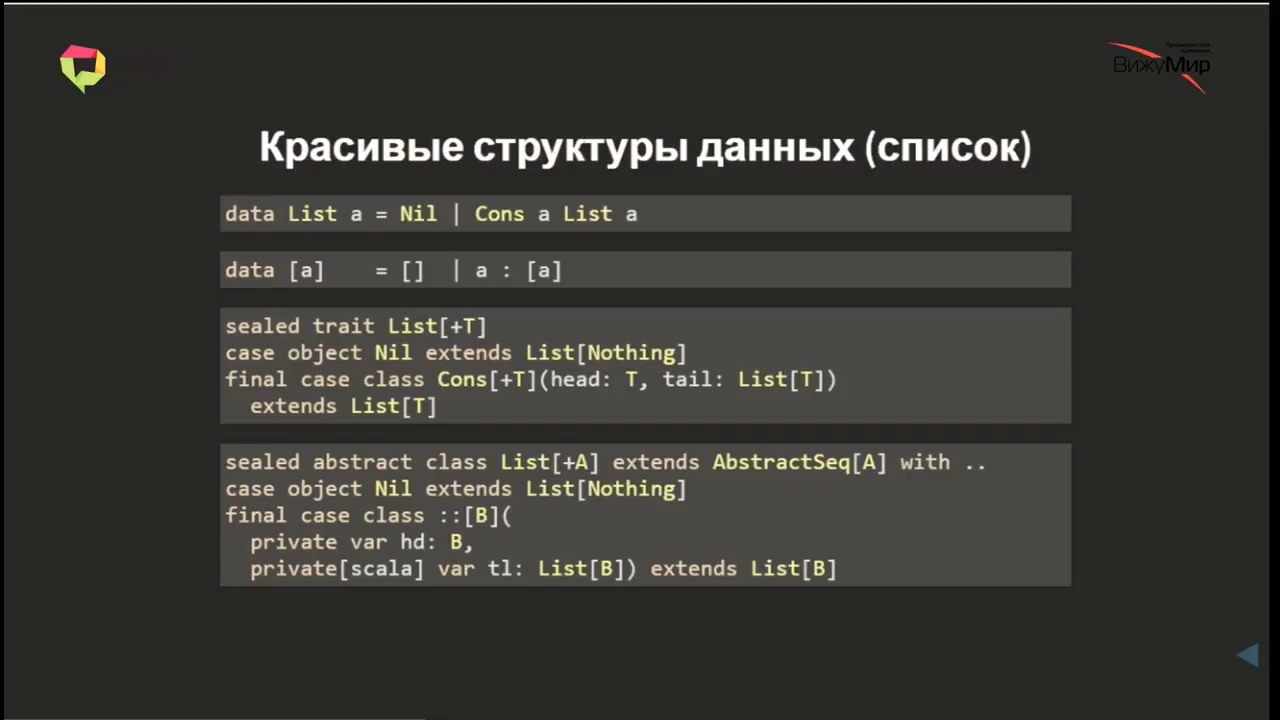 ВижуМир
Красивые структуры данных (список)
data List a = Nil | Cons a List a
data [a]    = []  | a : [a]
sealed trait List[+T]
case object Nil extends List[Nothing]
final case class Cons[+T](head: T, tail: List[T])
  extends List[T]
sealed abstract class List[+A] extends AbstractSeq[A] with ..
case object Nil extends List[Nothing]
final case class ::[B](
  private var hd: B,
  private[scala] var tl: List[B]) extends List[B]